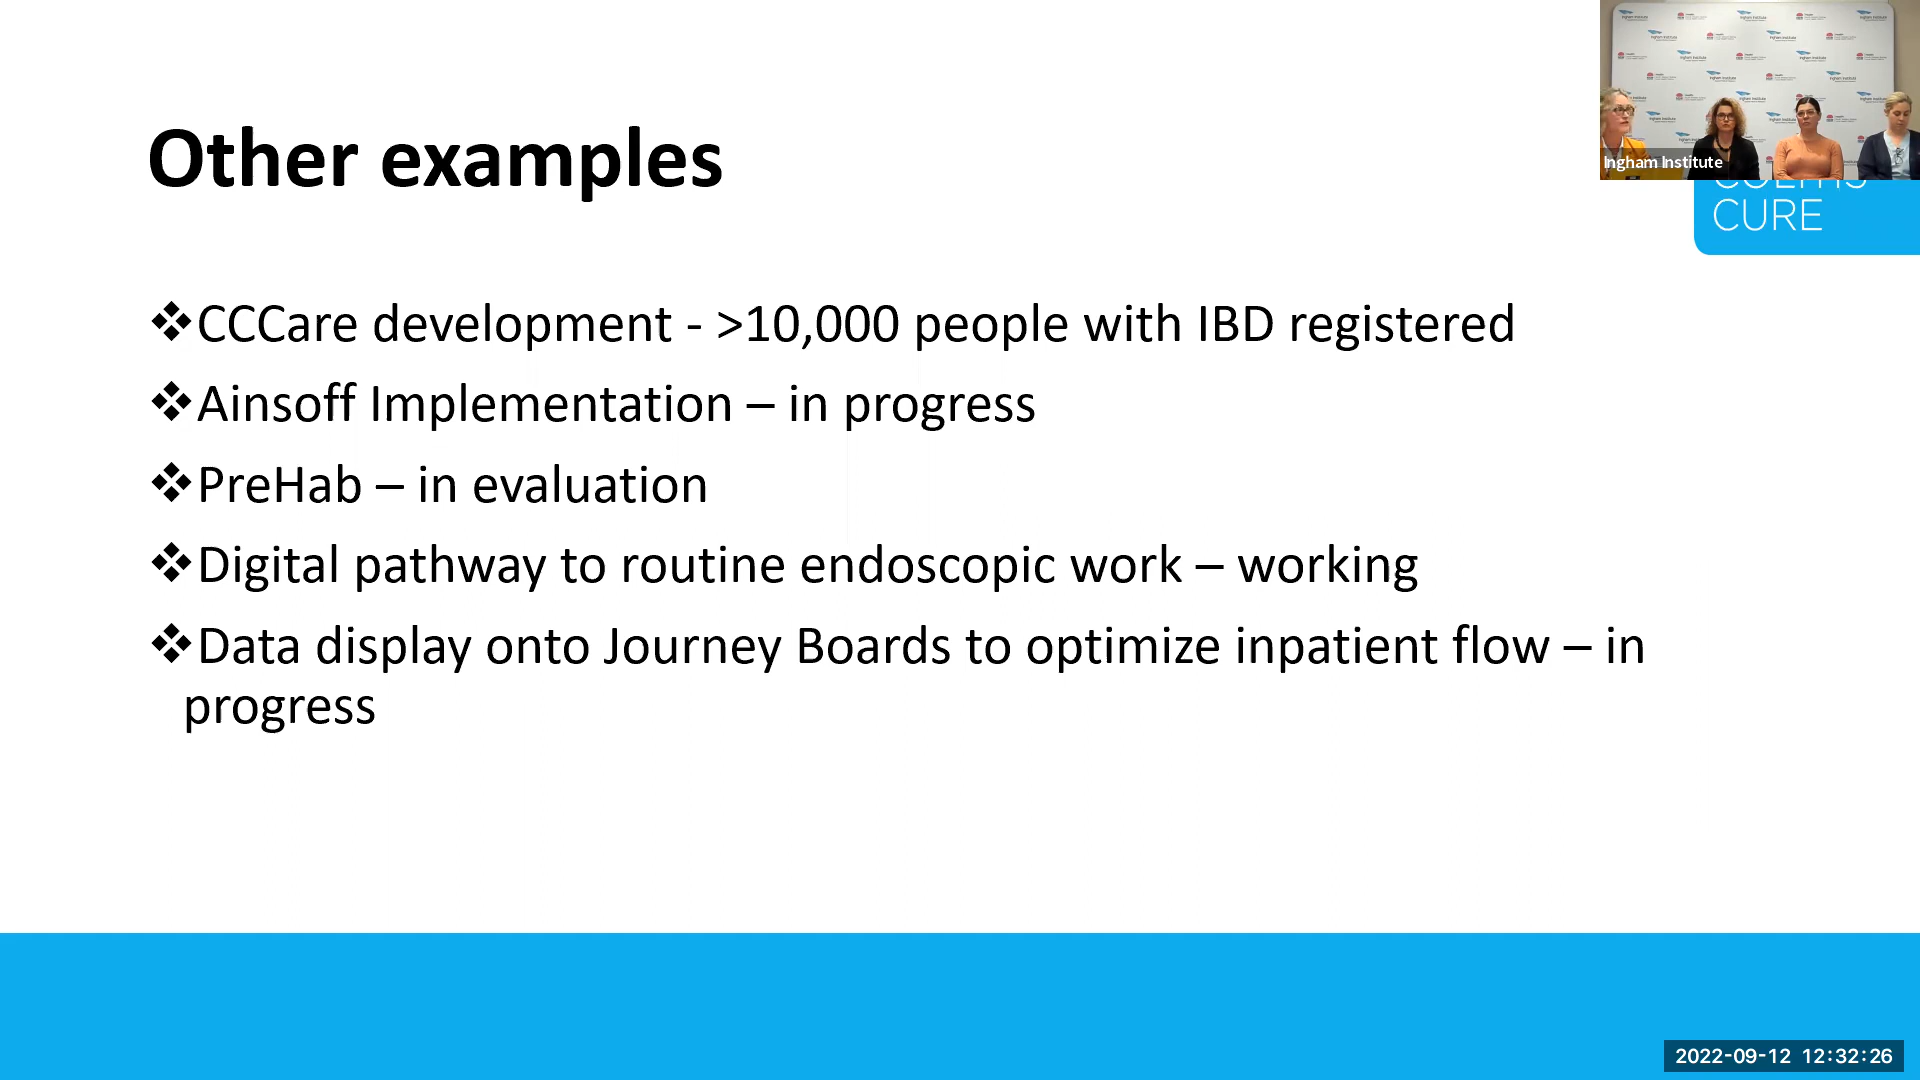 Other examples
Ingham Institute
CURE
❖CCCare development - >10,000 people with IBD registered
❖Ainsoff Implementation – in progress
❖PreHab – in evaluation
❖Digital pathway to routine endoscopic work – working
❖Data display onto Journey Boards to optimize inpatient flow – in
progress
2022-09-12 12:32:26